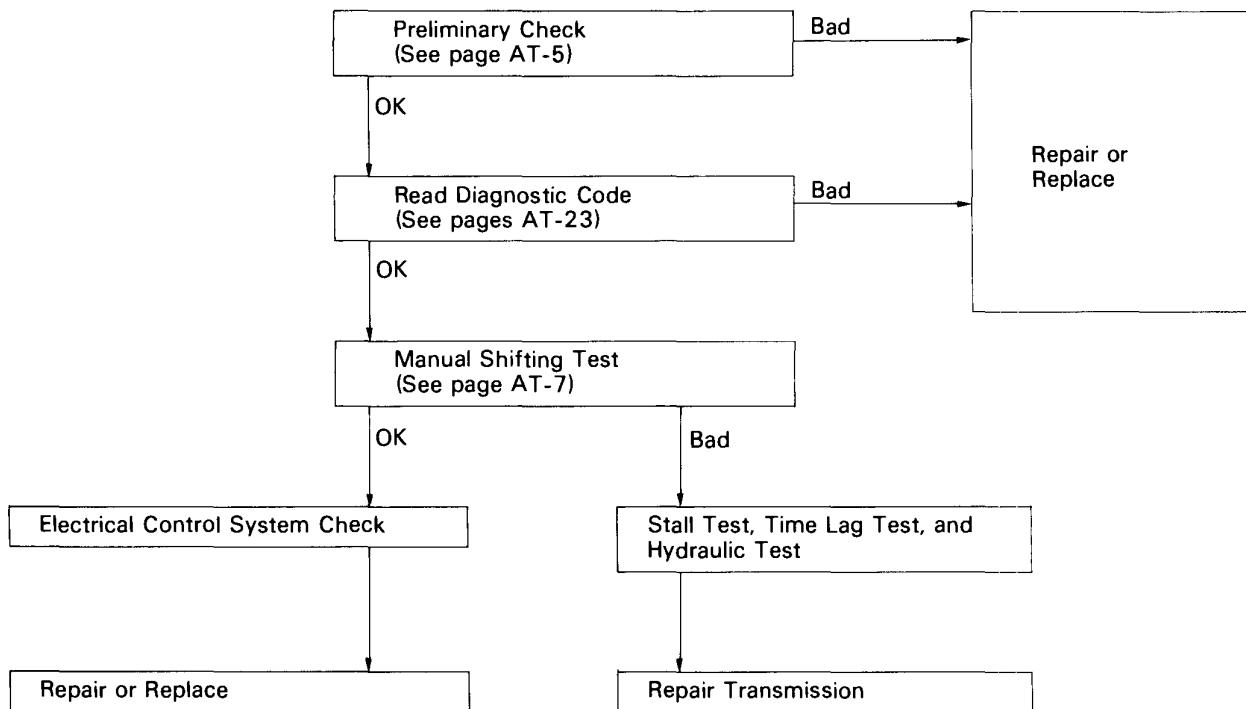 Preliminary Check
(See page AT-5)
Bad
OK
Repair or
Replace
Read Diagnostic Code
(See pages AT-23)
Bad
OK
Manual Shifting Test
(See page AT-7)
OK
Bad
Electrical Control System Check
Stall Test, Time Lag Test, and
Hydraulic Test
Repair or Replace
Repair Transmission